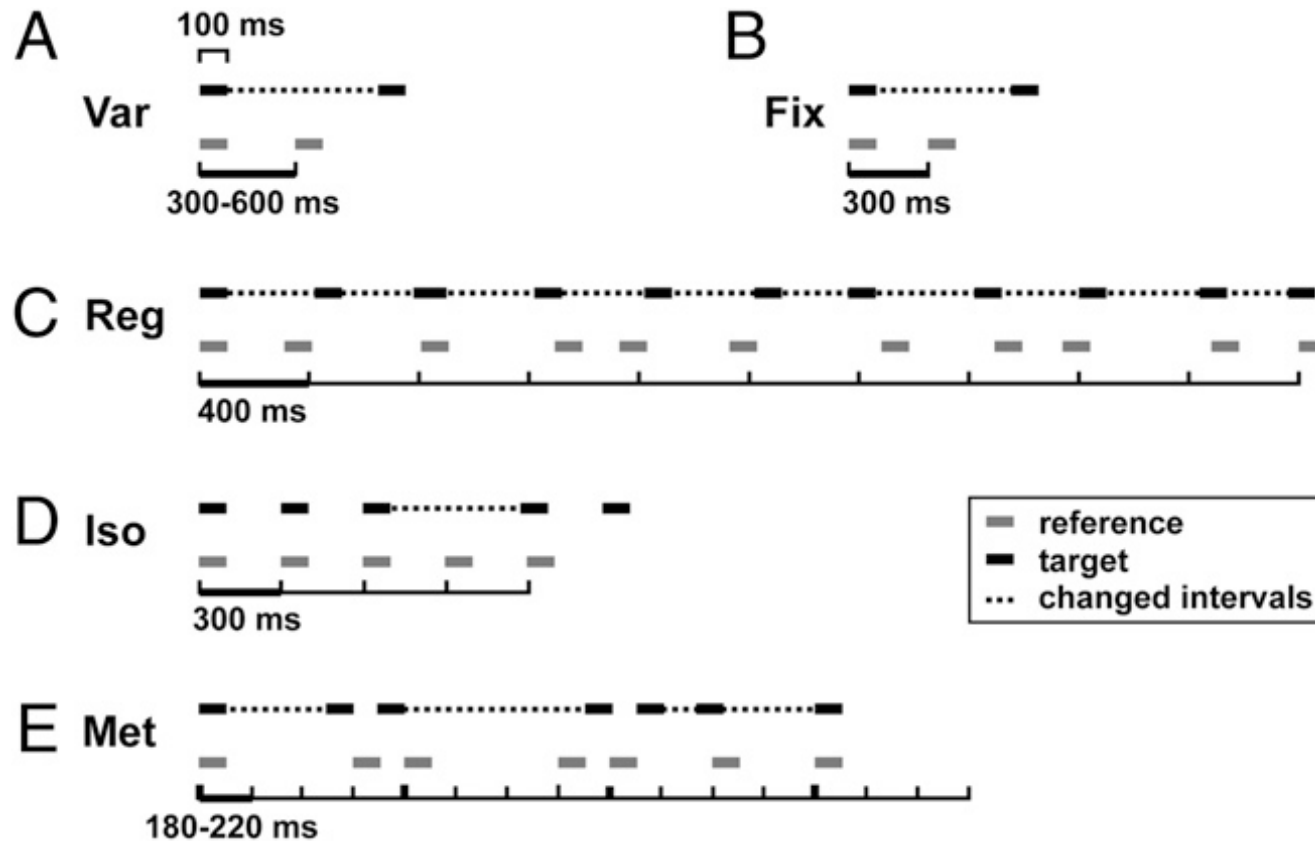 A
100 ms
Var
300-600 ms
B
Fix
300 ms
C
Reg
400 ms
D
Iso
300 ms
reference
target
changed intervals
E
Met
180-220 ms